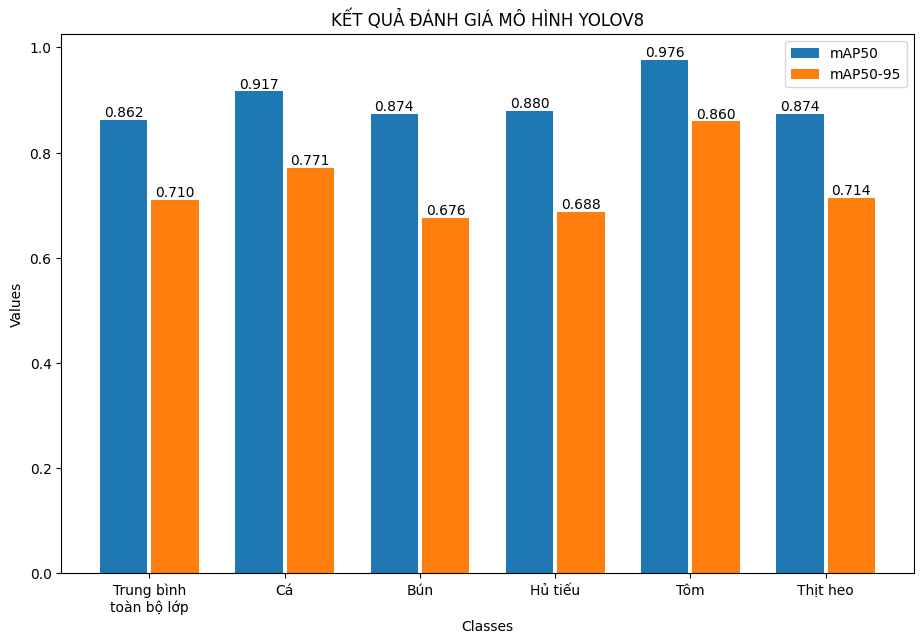 KẾT QUẢ ĐÁNH GIÁ MÔ HÌNH YOLOV8
mAP50
mAP50-95
1.0
0.8
0.6
0.4
0.2
0.0
Values
0.862
0.710
0.917
0.771
0.874
0.676
0.880
0.688
0.976
0.860
0.874
0.714
Trung bình
toàn bộ lớp
Cá
Bún
Hủ tiếu
Tôm
Thịt heo
Classes